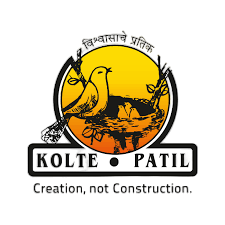 विश्वासाचे प्रतिक
KOLTE • PATIL
Creation, not Construction.